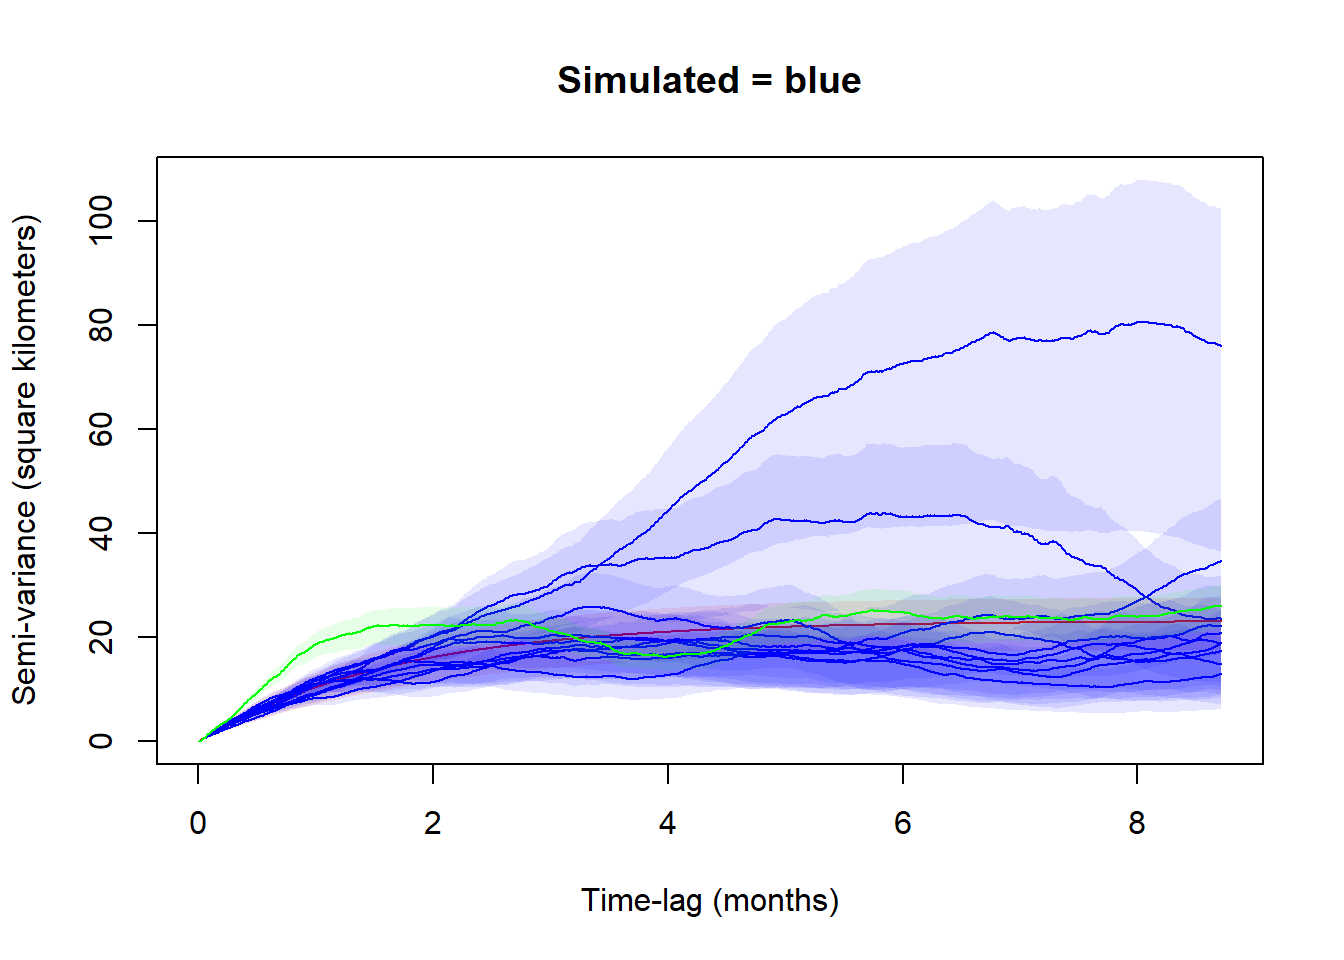 Simulated = blue
Semi-variance (square kilometers)
100
80
60
40
20
0
0 2 4 6 8
Time-lag (months)